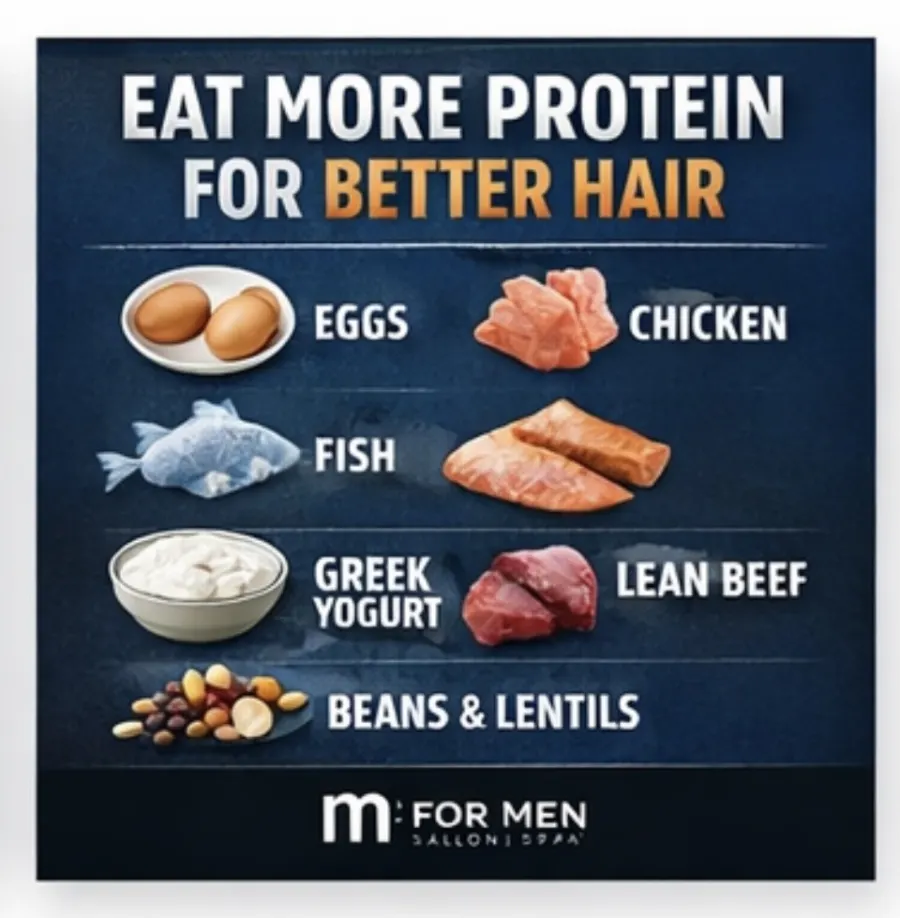 EAT MORE PROTEIN
FOR BETTER HAIR
EGGS
CHICKEN
FISH
GREEK
YOGURT
LEAN BEEF
BEANS & LENTILS
m FOR MEN